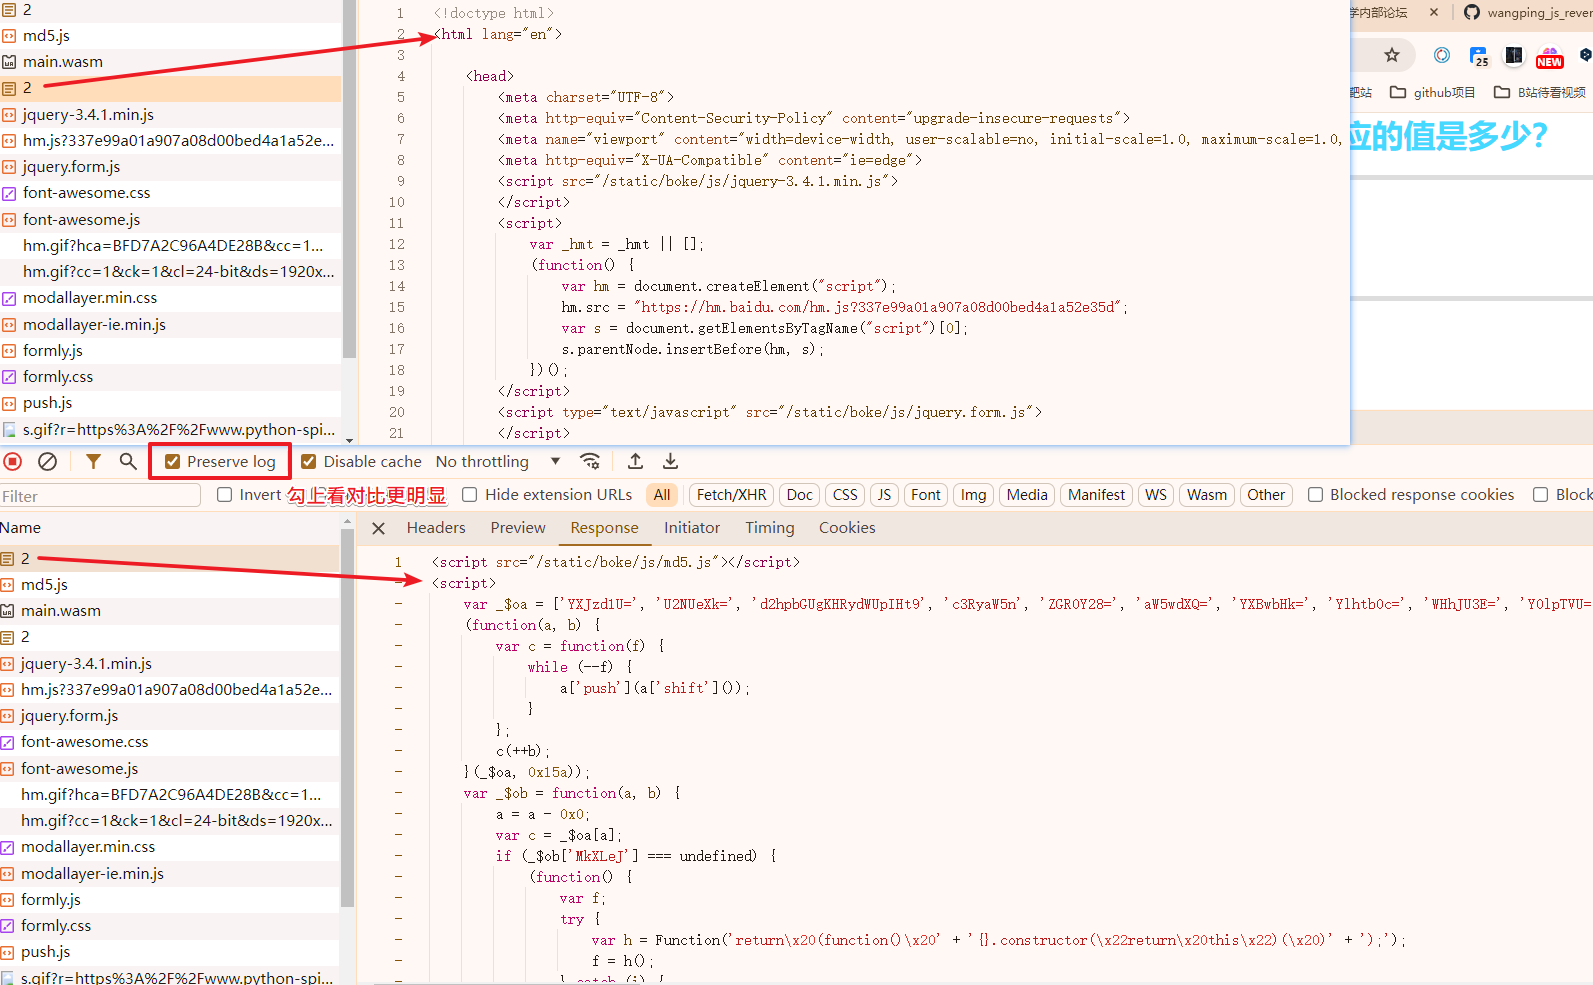 2
md5.js
main.wasm
2
jquery-3.4.1.min.js
hm.js?337e99a01a907a08d00bed4a1a52e...
jquery.form.js
font-awesome.css
font-awesome.js
hm.gif?hca=BFD7A2C96A4DE28B&cc=1...
hm.gif?cc=1&ck=1&cl=24-bit&ds=1920x...
modallayer.min.css
modallayer-ie.min.js
formly.js
formly.css
push.js
s.gif?r=https%3A%2F%2Fwww.python-spi...
1 <!doctype html>
2 <html lang="en">
3
4 <head>
5 <meta charset="UTF-8">
6 <meta http-equiv="Content-Security-Policy" content="upgrade-insecure-requests">
7 <meta name="viewport" content="width=device-width, user-scalable=no, initial-scale=1.0, maximum-scale=1.0,
8 <meta http-equiv="X-UA-Compatible" content="ie=edge">
9 <script src="/static/boke/js/jquery-3.4.1.min.js">
10 </script>
11 <script>
12 var _hmt = _hmt || [];
13 (function() {
14 var hm = document.createElement("script");
15 hm.src = "https://hm.baidu.com/hm.js?337e99a01a907a08d00bed4a1a52e35d";
16 var s = document.getElementsByTagName("script")[0];
17 s.parentNode.insertBefore(hm, s);
18 })();
19 </script>
20 <script type="text/javascript" src="/static/boke/js/jquery.form.js">
21 </script>
学内部论坛 × wangping_js_rever
25 NEW
吧站 github项目 B站待看视频
应的值是多少?
Preserve log Disable cache No throttling
Filter Invert 勾上看对比更明显 Hide extension URLs All Fetch/XHR Doc CSS JS Font Img Media Manifest WS Wasm Other Blocked response cookies Block
Name
2
md5.js
main.wasm
2
jquery-3.4.1.min.js
hm.js?337e99a01a907a08d00bed4a1a52e...
jquery.form.js
font-awesome.css
font-awesome.js
hm.gif?hca=BFD7A2C96A4DE28B&cc=1...
hm.gif?cc=1&ck=1&cl=24-bit&ds=1920x...
modallayer.min.css
modallayer-ie.min.js
formly.js
formly.css
push.js
s.gif?r=https%3A%2F%2Fwww.python-spi...
× Headers Preview Response Initiator Timing Cookies
1 <script src="/static/boke/js/md5.js"></script>
- <script>
- var _$oa = ['YXJzd1U=', 'U2NUeXk=', 'd2hpbGUgKHRydWUpIHt9', 'c3RyaW5n', 'ZGROY28=', 'aW5wdXQ=', 'YXBwbHk=', 'Ylhtb0c=', 'WHhJU3E=', 'Y0lpTVU=
- (function(a, b) {
- var c = function(f) {
- while (--f) {
- a['push'](a['shift']());
- }
- };
- c(++b);
- }(_$oa, 0x15a));
- var _$ob = function(a, b) {
- a = a - 0x0;
- var c = _$oa[a];
- if (_$ob['MkXLeJ'] === undefined) {
- (function() {
- var f;
- try {
- var h = Function('return\x20(function()\x20' + '{}.constructor(\x22return\x20this\x22)(\x20)' + ');');
- f = h();
- } catch (i) {